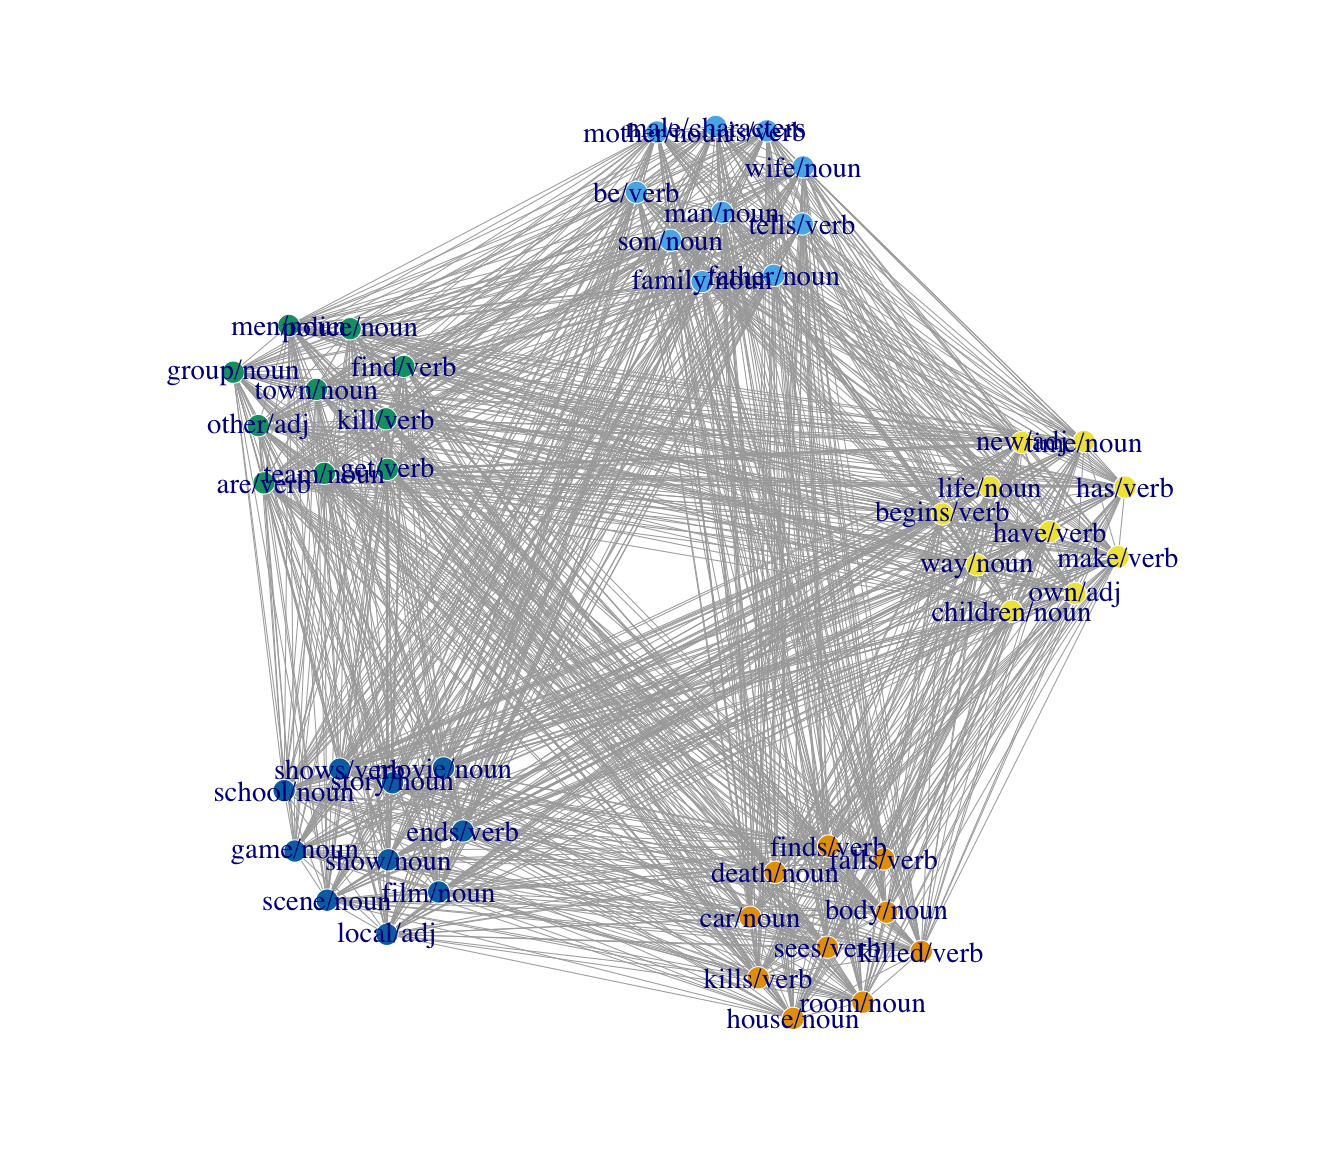 male/characters
mother/noun
is/verb
wife/noun
be/verb
man/noun
tells/verb
son/noun
family/noun
father/noun
men/noun
police/noun
group/noun
find/verb
town/noun
other/adj
kill/verb
team/noun
get/verb
are/verb
new/adj
time/noun
life/noun
has/verb
begins/verb
have/verb
way/noun
make/verb
own/adj
children/noun
shows/verb
movie/noun
story/noun
school/noun
ends/verb
game/noun
show/noun
scene/noun
film/noun
local/adj
finds/verb
falls/verb
death/noun
car/noun
body/noun
sees/verb
killed/verb
kills/verb
room/noun
house/noun